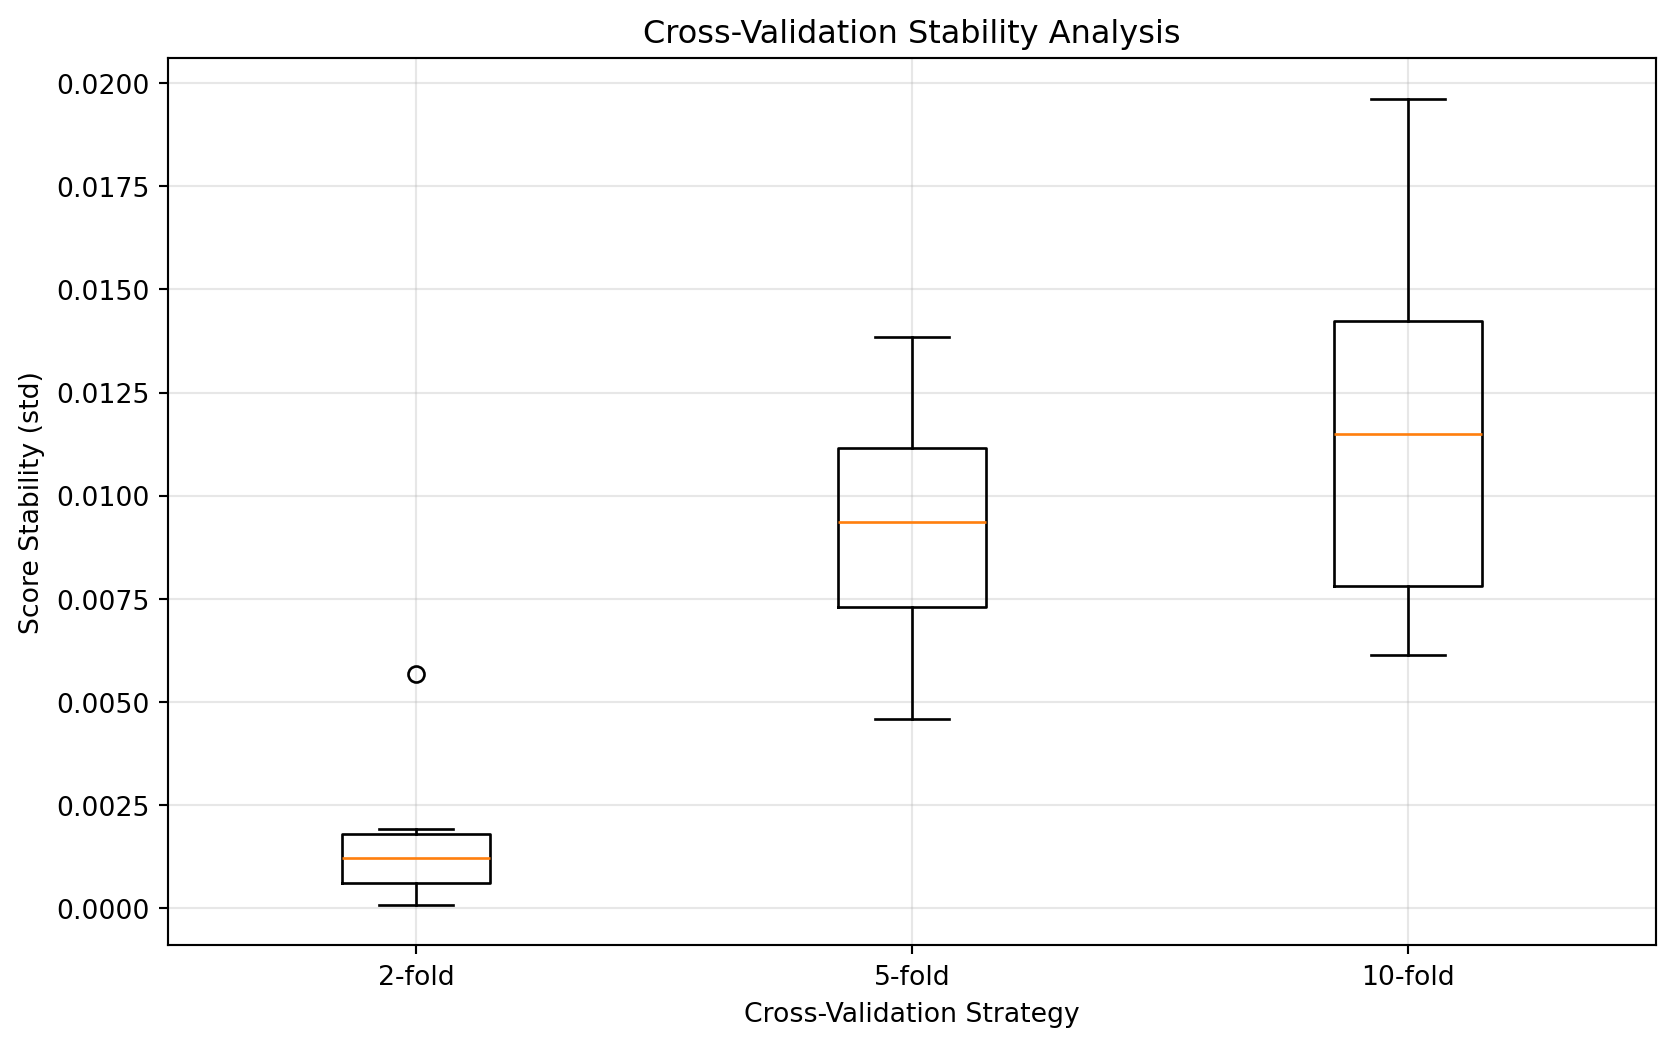 Cross-Validation Stability Analysis
0.0200
0.0175
0.0150
0.0125
0.0100
0.0075
0.0050
0.0025
0.0000
Score Stability (std)
2-fold
5-fold
10-fold
Cross-Validation Strategy